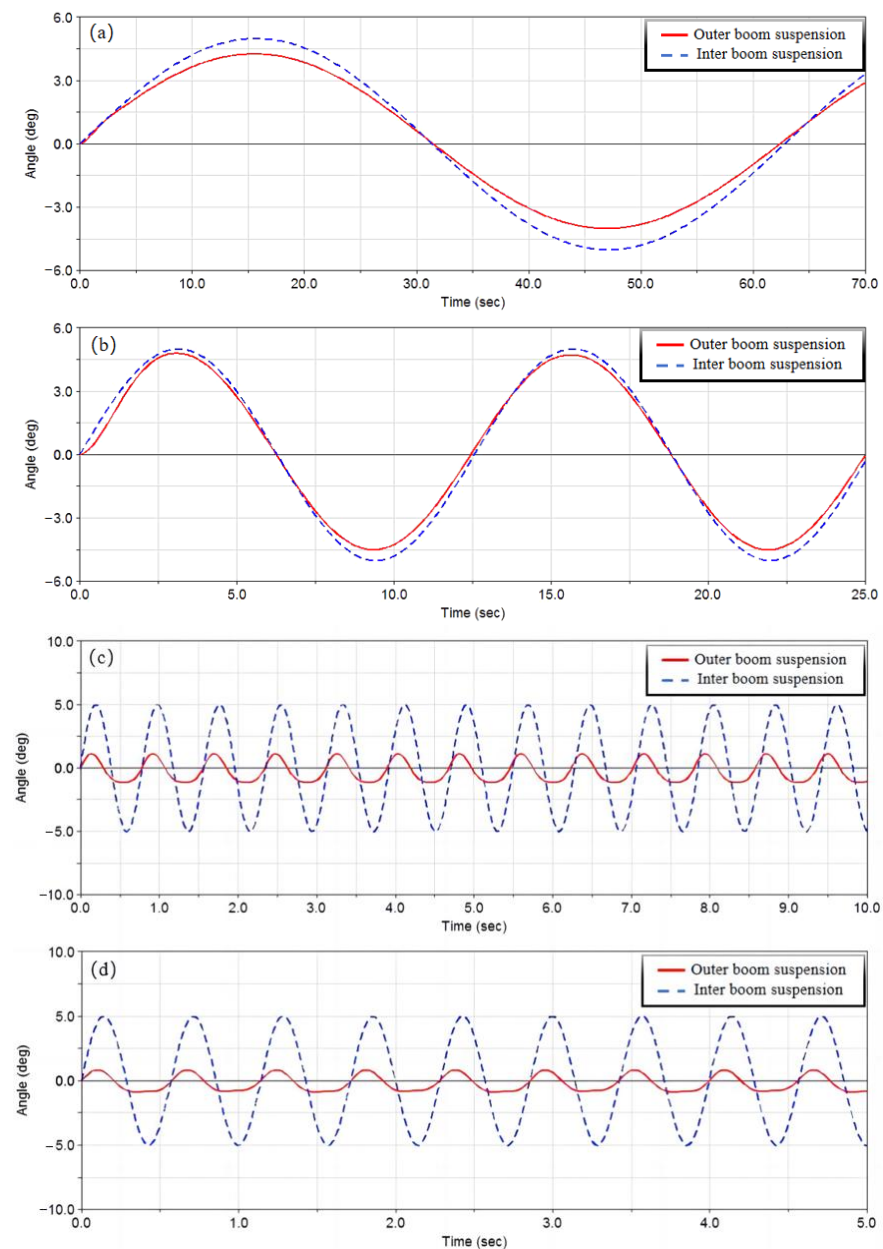 (a)
Outer boom suspension
Inter boom suspension
Angle (deg)
6.0
3.0
0.0
−3.0
−6.0
0.0 10.0 20.0 30.0 40.0 50.0 60.0 70.0
Time (sec)
(b)
Outer boom suspension
Inter boom suspension
Angle (deg)
6.0
3.0
0.0
−3.0
−6.0
0.0 5.0 10.0 15.0 20.0 25.0
Time (sec)
(c)
Outer boom suspension
Inter boom suspension
Angle (deg)
10.0
5.0
0.0
−5.0
−10.0
0.0 1.0 2.0 3.0 4.0 5.0 6.0 7.0 8.0 9.0 10.0
Time (sec)
(d)
Outer boom suspension
Inter boom suspension
Angle (deg)
10.0
5.0
0.0
−5.0
−10.0
0.0 1.0 2.0 3.0 4.0 5.0
Time (sec)